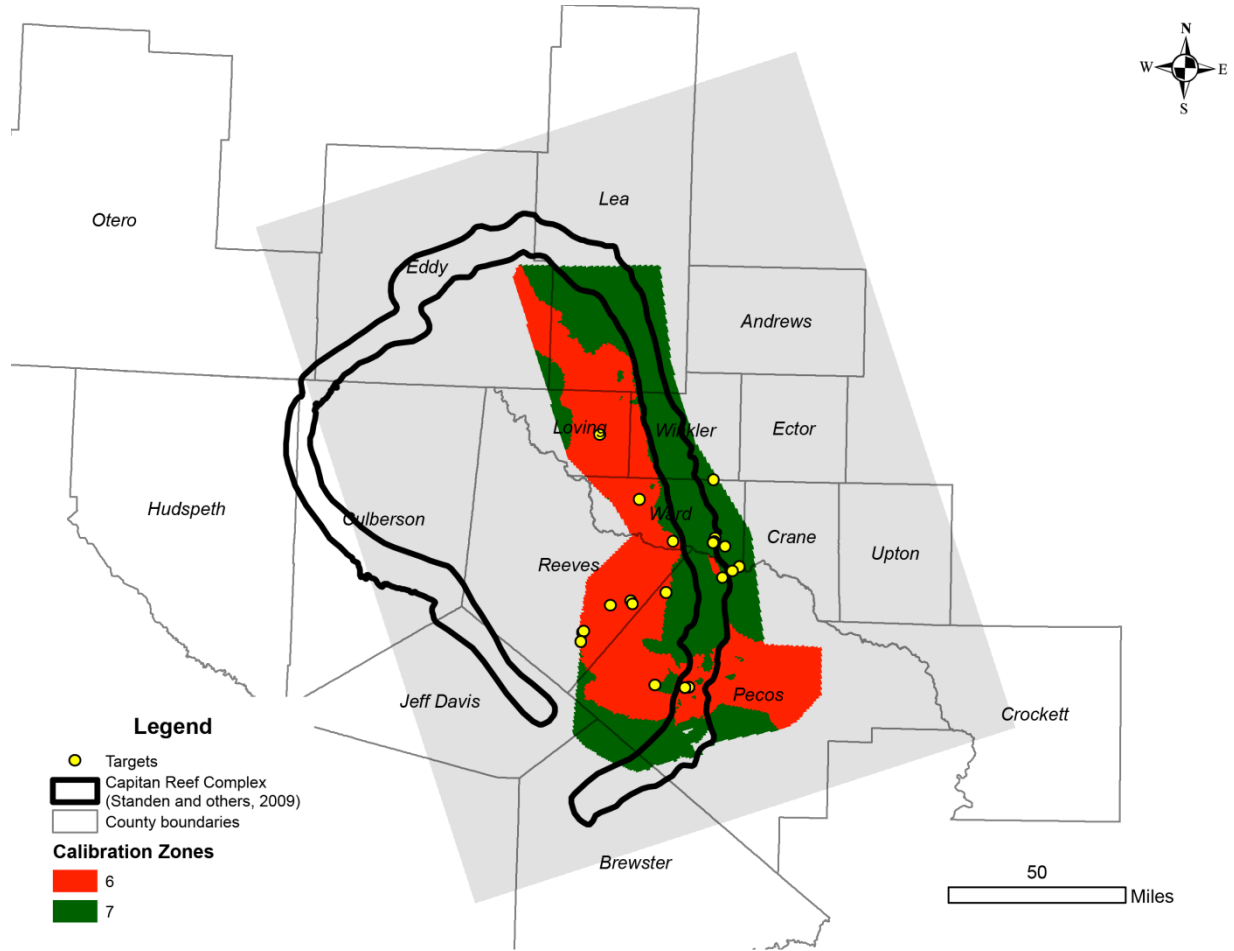 N
W E
S
Lea
Otero
Eddy
Andrews
Loving
Winkler
Ector
Hudspeth
Culberson
Ward
Crane
Upton
Reeves
Jeff Davis
Pecos
Crockett
Brewster
Legend
Targets
Capitan Reef Complex
(Standen and others, 2009)
County boundaries
Calibration Zones
6
7
50
Miles